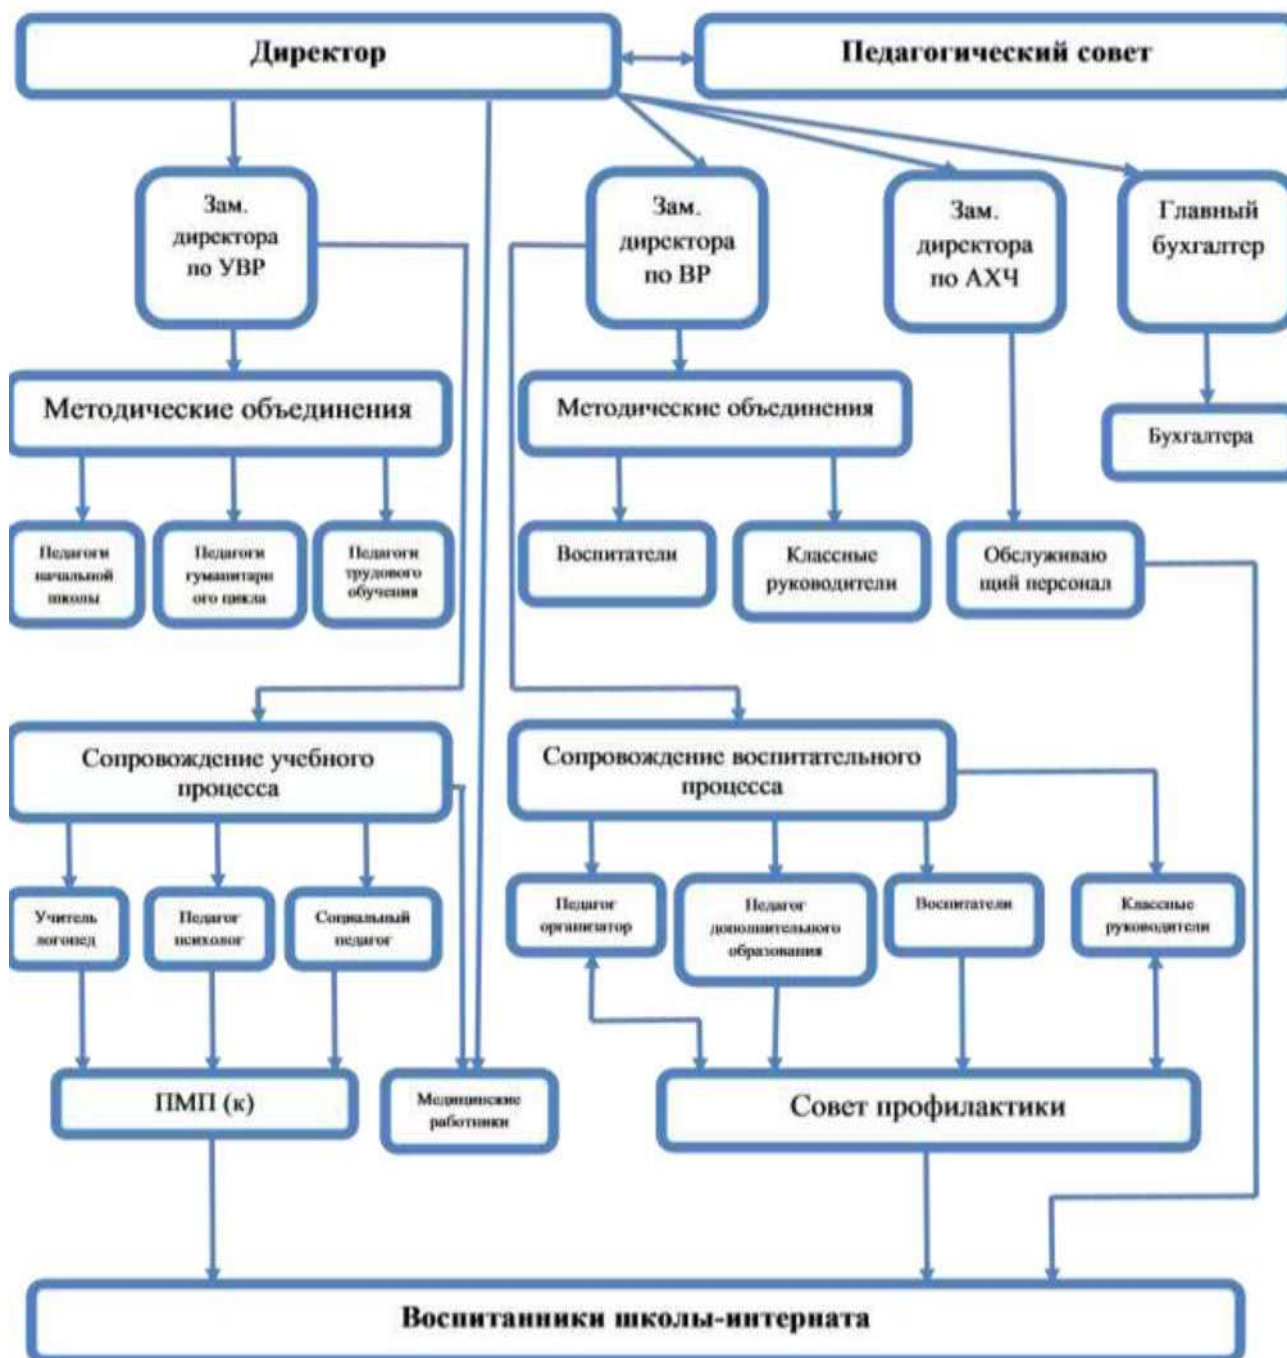 Директор
Педагогический совет
Зам.
директора
по УВР
Зам.
директора
по ВР
Зам.
директора
по АХЧ
Главный
бухгалтер
Методические объединения
Методические объединения
Бухгалтера
Педагоги
начальной
школы
Педагоги
гуманитарн
ого цикла
Педагоги
трудового
обучения
Воспитатели
Классные
руководители
Обслуживаю
щий персонал
Сопровождение учебного
процесса
Сопровождение воспитательного
процесса
Учитель
логопед
Педагог
психолог
Социальный
педагог
Педагог
организатор
Педагог
дополнительного
образования
Воспитатели
Классные
руководители
ПМП (к)
Медицинские
работники
Совет профилактики
Воспитанники школы-интерната